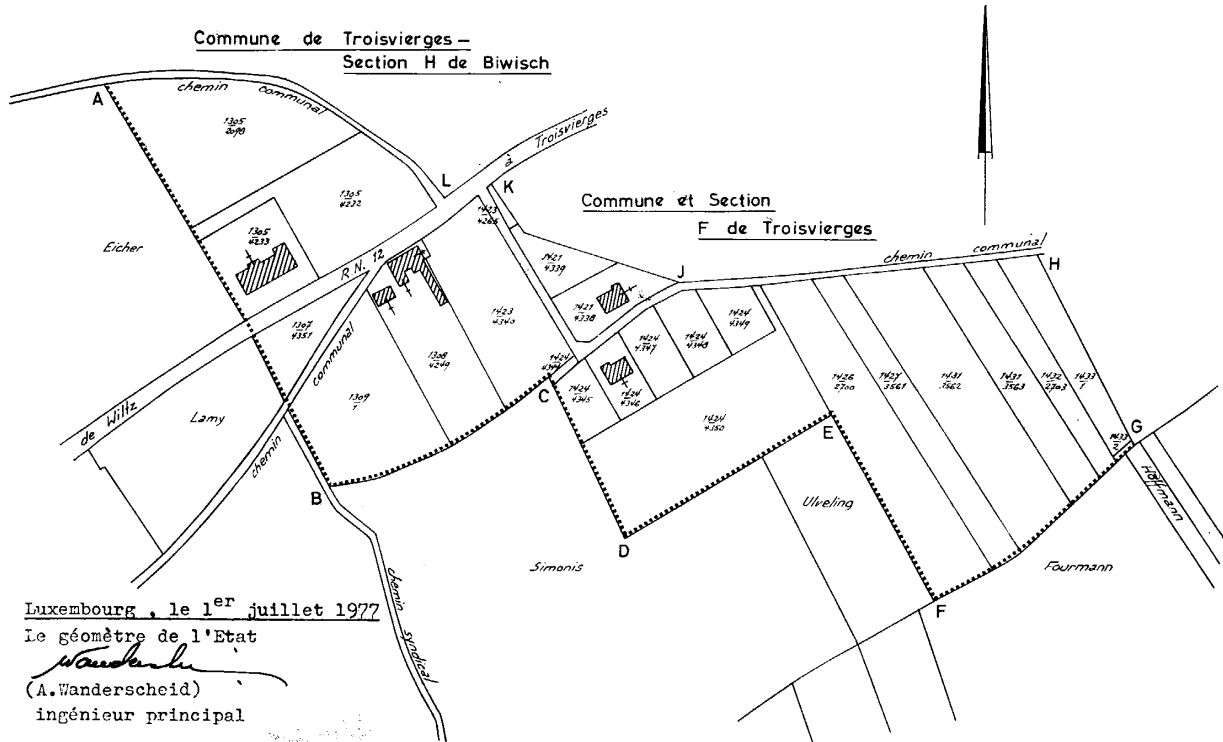 Commune de Troisvierges –
Section H de Biwisch
A
chemin communal
1305
2098
à Troisvierges
L
K
1305
4232
1423
4265
Commune et Section
F de Troisvierges
Eicher
1305
4233
R.N. 12
1421
4339
J
chemin communal
H
1421
4338
1307
4351
communal
1423
4340
1424
4347
1424
4348
1424
4349
1308
4249
1424
C
1424
4345
1424
4346
1309
1
1426
2700
1427
3561
1431
3562
1431
3563
1432
2703
1433
1
de Wiltz
Lamy
chemin
1424
4350
E
G
1433
2
B
Ulveling
Hoffmann
D
Simonis
Fourmann
chemin syndical
F
Luxembourg , le 1er juillet 1977
Le géomètre de l'Etat
(A.Wanderscheid)
ingénieur principal